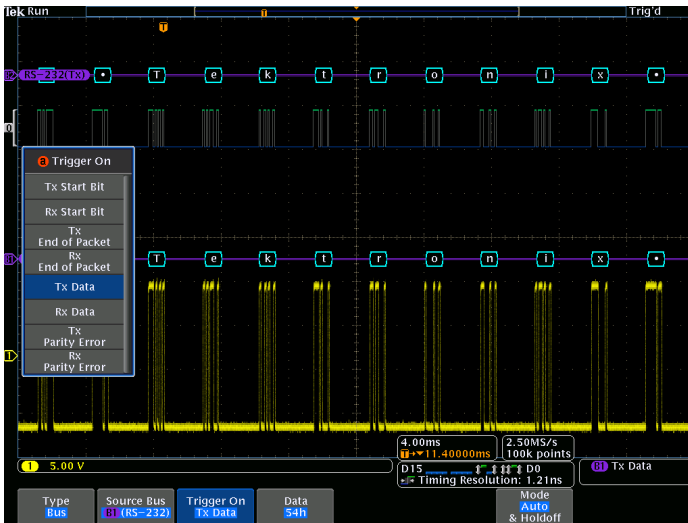 Tek Run Trig'd
T
T
B2 RS-232(Tx) • T e k t r o n i x •
D
a Trigger On
Tx Start Bit
Rx Start Bit
Tx
End of Packet
Rx
End of Packet
Tx Data
Rx Data
Tx
Parity Error
Rx
Parity Error
B1 T e k t r o n i x •
1
4.00ms 2.50MS/s
T→▼11.40000ms 100k points
1 5.00 V
D15 D0
Timing Resolution: 1.21ns
B1 Tx Data
Type
Bus
Source Bus
B1 (RS-232)
Trigger On
Tx Data
Data
54h
Mode
Auto
& Holdoff